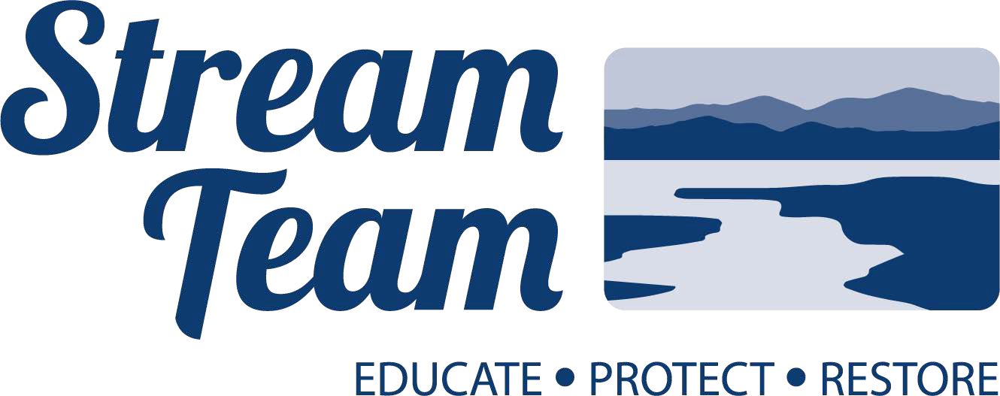 Stream
Team
EDUCATE • PROTECT • RESTORE